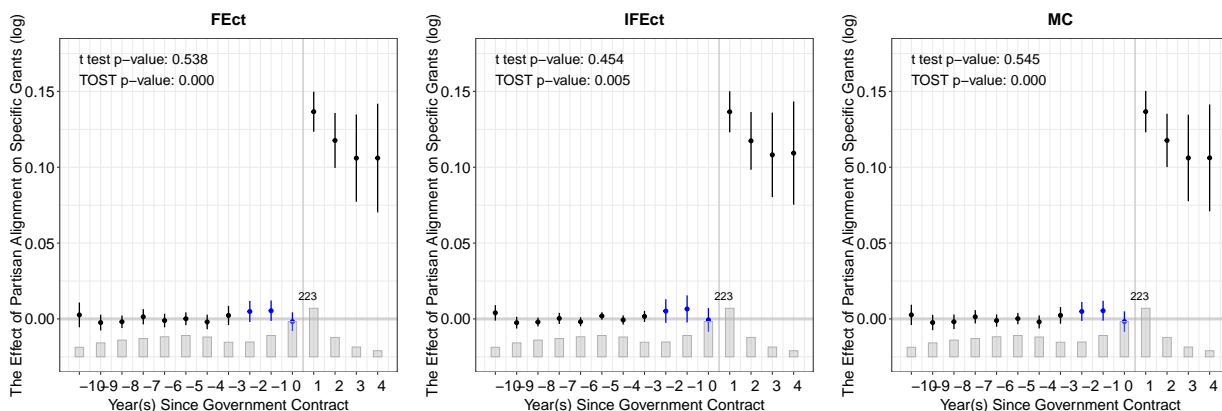 FEct
The Effect of Partisan Alignment on Specific Grants (log)
t test p−value: 0.538
TOST p−value: 0.000
0.15
0.10
0.05
0.00
223
−10 −9 −8 −7 −6 −5 −4 −3 −2 −1 0 1 2 3 4
Year(s) Since Government Contract
IFEct
The Effect of Partisan Alignment on Specific Grants (log)
t test p−value: 0.454
TOST p−value: 0.005
0.15
0.10
0.05
0.00
223
−10 −9 −8 −7 −6 −5 −4 −3 −2 −1 0 1 2 3 4
Year(s) Since Government Contract
MC
The Effect of Partisan Alignment on Specific Grants (log)
t test p−value: 0.545
TOST p−value: 0.000
0.15
0.10
0.05
0.00
223
−10 −9 −8 −7 −6 −5 −4 −3 −2 −1 0 1 2 3 4
Year(s) Since Government Contract